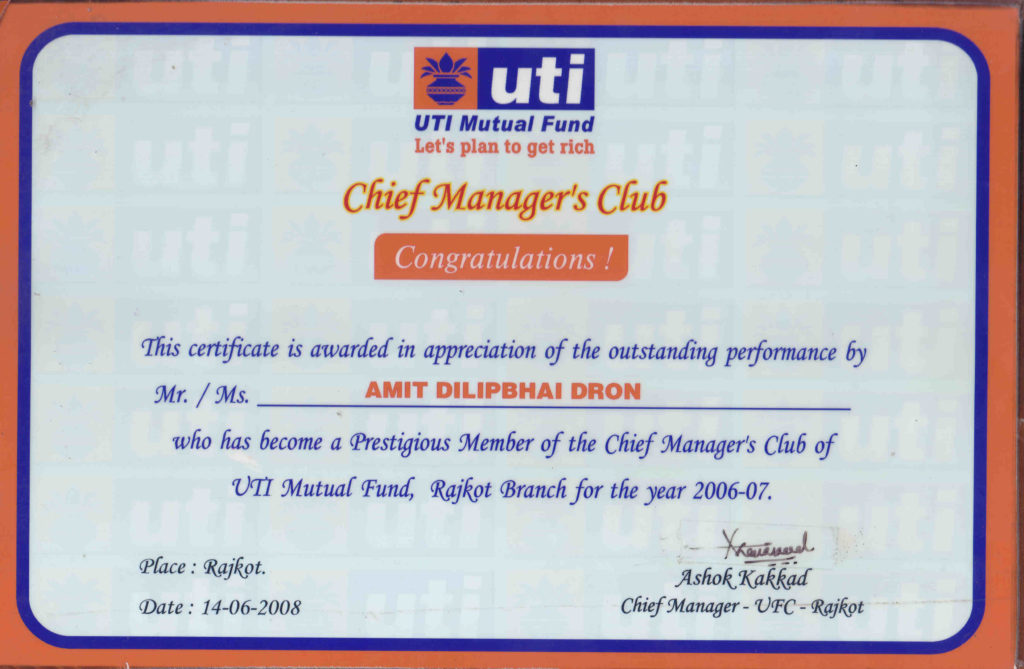 uti
UTI Mutual Fund
Let's plan to get rich
Chief Manager's Club
Congratulations !
This certificate is awarded in appreciation of the outstanding performance by
Mr. / Ms. AMIT DILIPBHAI DRON
who has become a Prestigious Member of the Chief Manager's Club of
UTI Mutual Fund, Rajkot Branch for the year 2006-07.
Place : Rajkot.
Ashok Kakkad
Date : 14-06-2008
Chief Manager - UFC - Rajkot